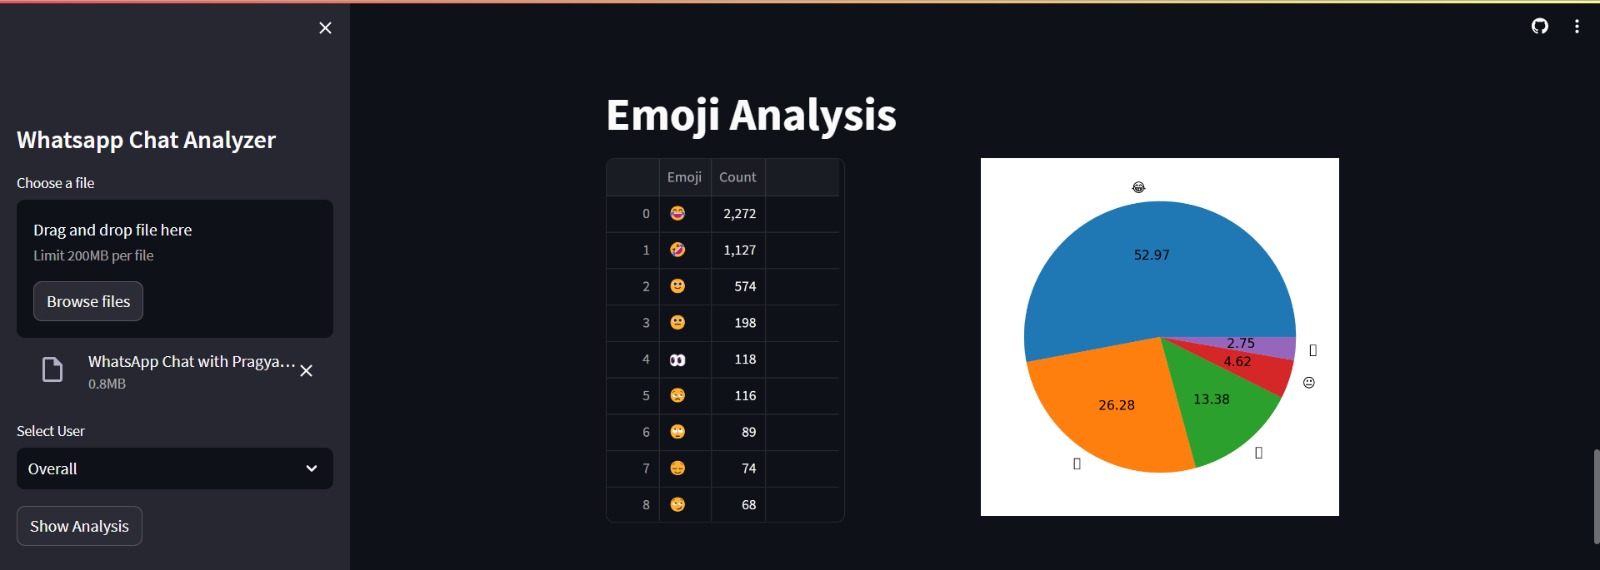 Whatsapp Chat Analyzer
Choose a file
Drag and drop file here
Limit 200MB per file
Browse files
WhatsApp Chat with Pragya...
0.8MB
Select User
Overall
Show Analysis
Emoji Analysis
Emoji Count
0 😂 2,272
1 🤣 1,127
2 🙂 574
3 😐 198
4 👀 118
5 116
6 🙄 89
7 74
8 68
😂
52.97
2.75
4.62
😐
13.38
26.28